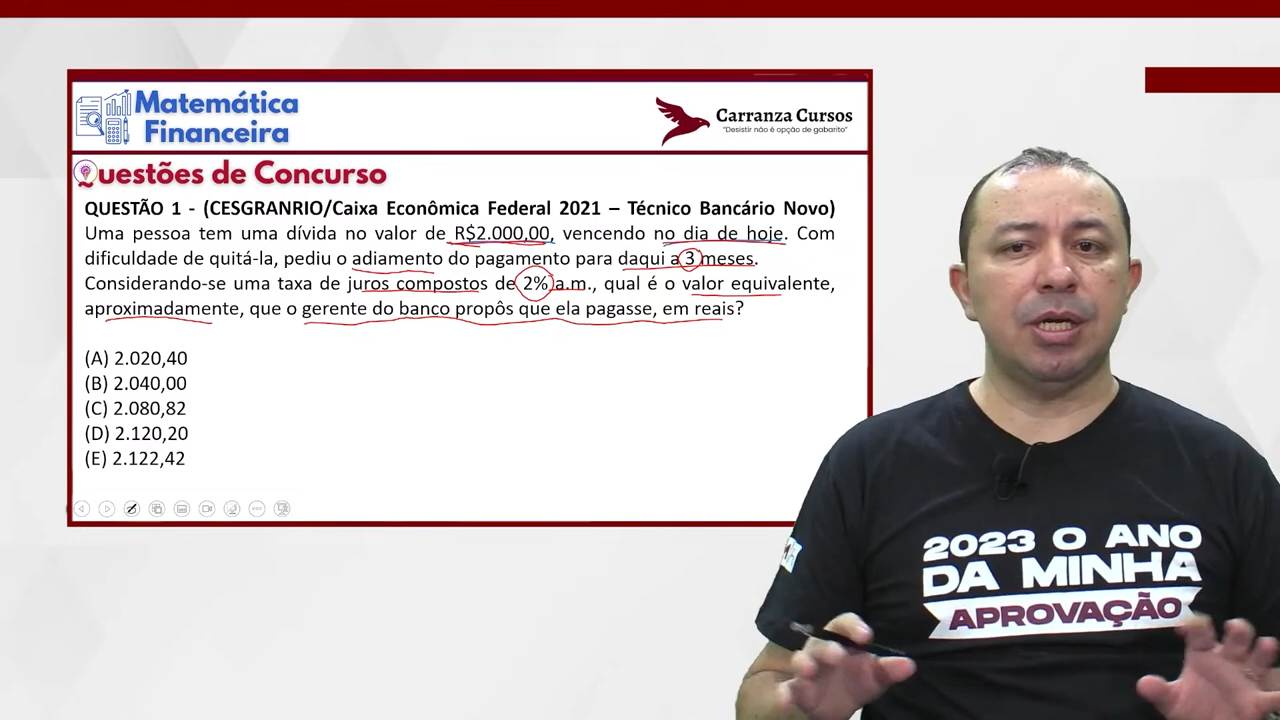 Matemática
Financeira
Carranza Cursos
"Desistir não é opção de gabarito"
Questões de Concurso
QUESTÃO 1 - (CESGRANRIO/Caixa Econômica Federal 2021 – Técnico Bancário Novo)
Uma pessoa tem uma dívida no valor de R$2.000,00, vencendo no dia de hoje. Com
dificuldade de quitá-la, pediu o adiamento do pagamento para daqui a 3 meses.
Considerando-se uma taxa de juros compostos de 2% a.m., qual é o valor equivalente,
aproximadamente, que o gerente do banco propôs que ela pagasse, em reais?
(A) 2.020,40
(B) 2.040,00
(C) 2.080,82
(D) 2.120,20
(E) 2.122,42
2023 O ANO
DA MINHA
APROVAÇÃO